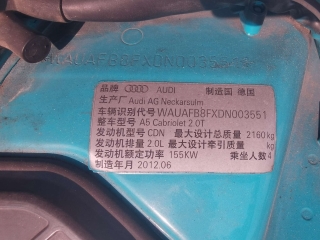 WAUAFB8FXDN003551
品牌 AUDI 制造国 德国
生产厂 Audi AG Neckarsulm
车辆识别代号 WAUAFB8FXDN003551
整车型号 A5 Cabriolet 2.0T
发动机型号 CDN 最大设计总质量 2160kg
发动机排量 2.0L 最大设计牵引质量 kg
发动机额定功率 155KW 乘坐人数 4
制造年月 2012.06